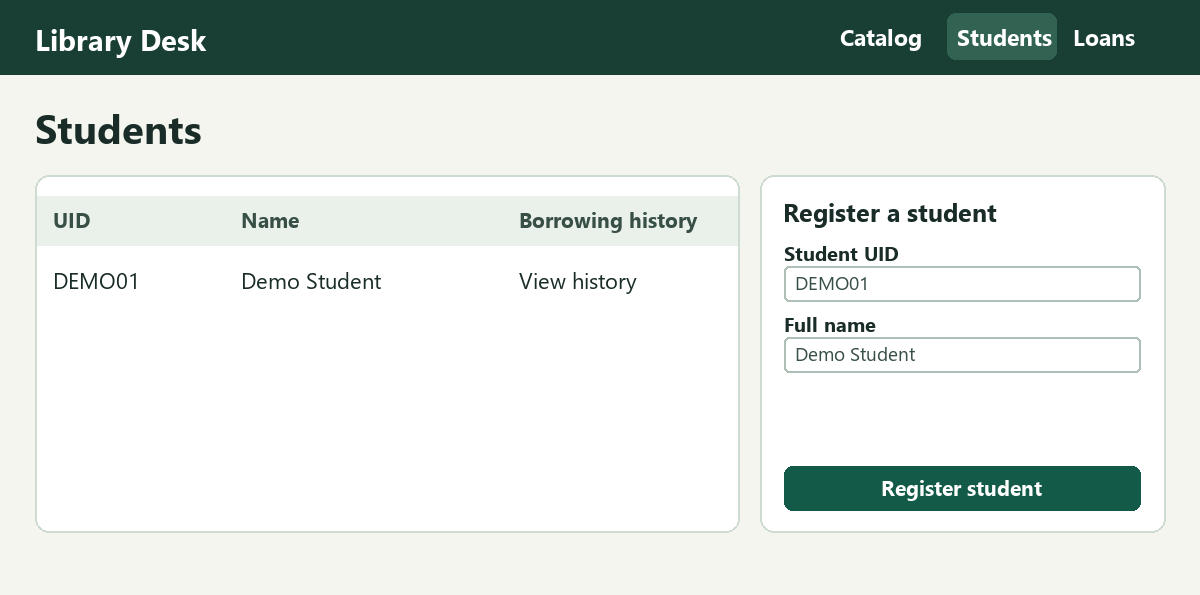 Library Desk
Catalog Students Loans
Students
UID Name Borrowing history
DEMO01 Demo Student View history
Register a student
Student UID
DEMO01
Full name
Demo Student
Register student